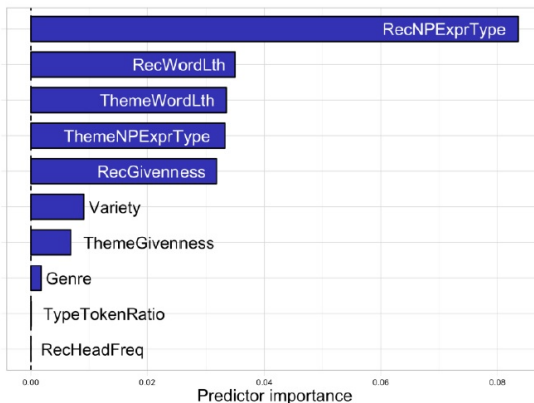 RecNPExprType
RecWordLth
ThemeWordLth
ThemeNPExprType
RecGivenness
Variety
ThemeGivenness
Genre
TypeTokenRatio
RecHeadFreq
0.00 0.02 0.04 0.06 0.08
Predictor importance